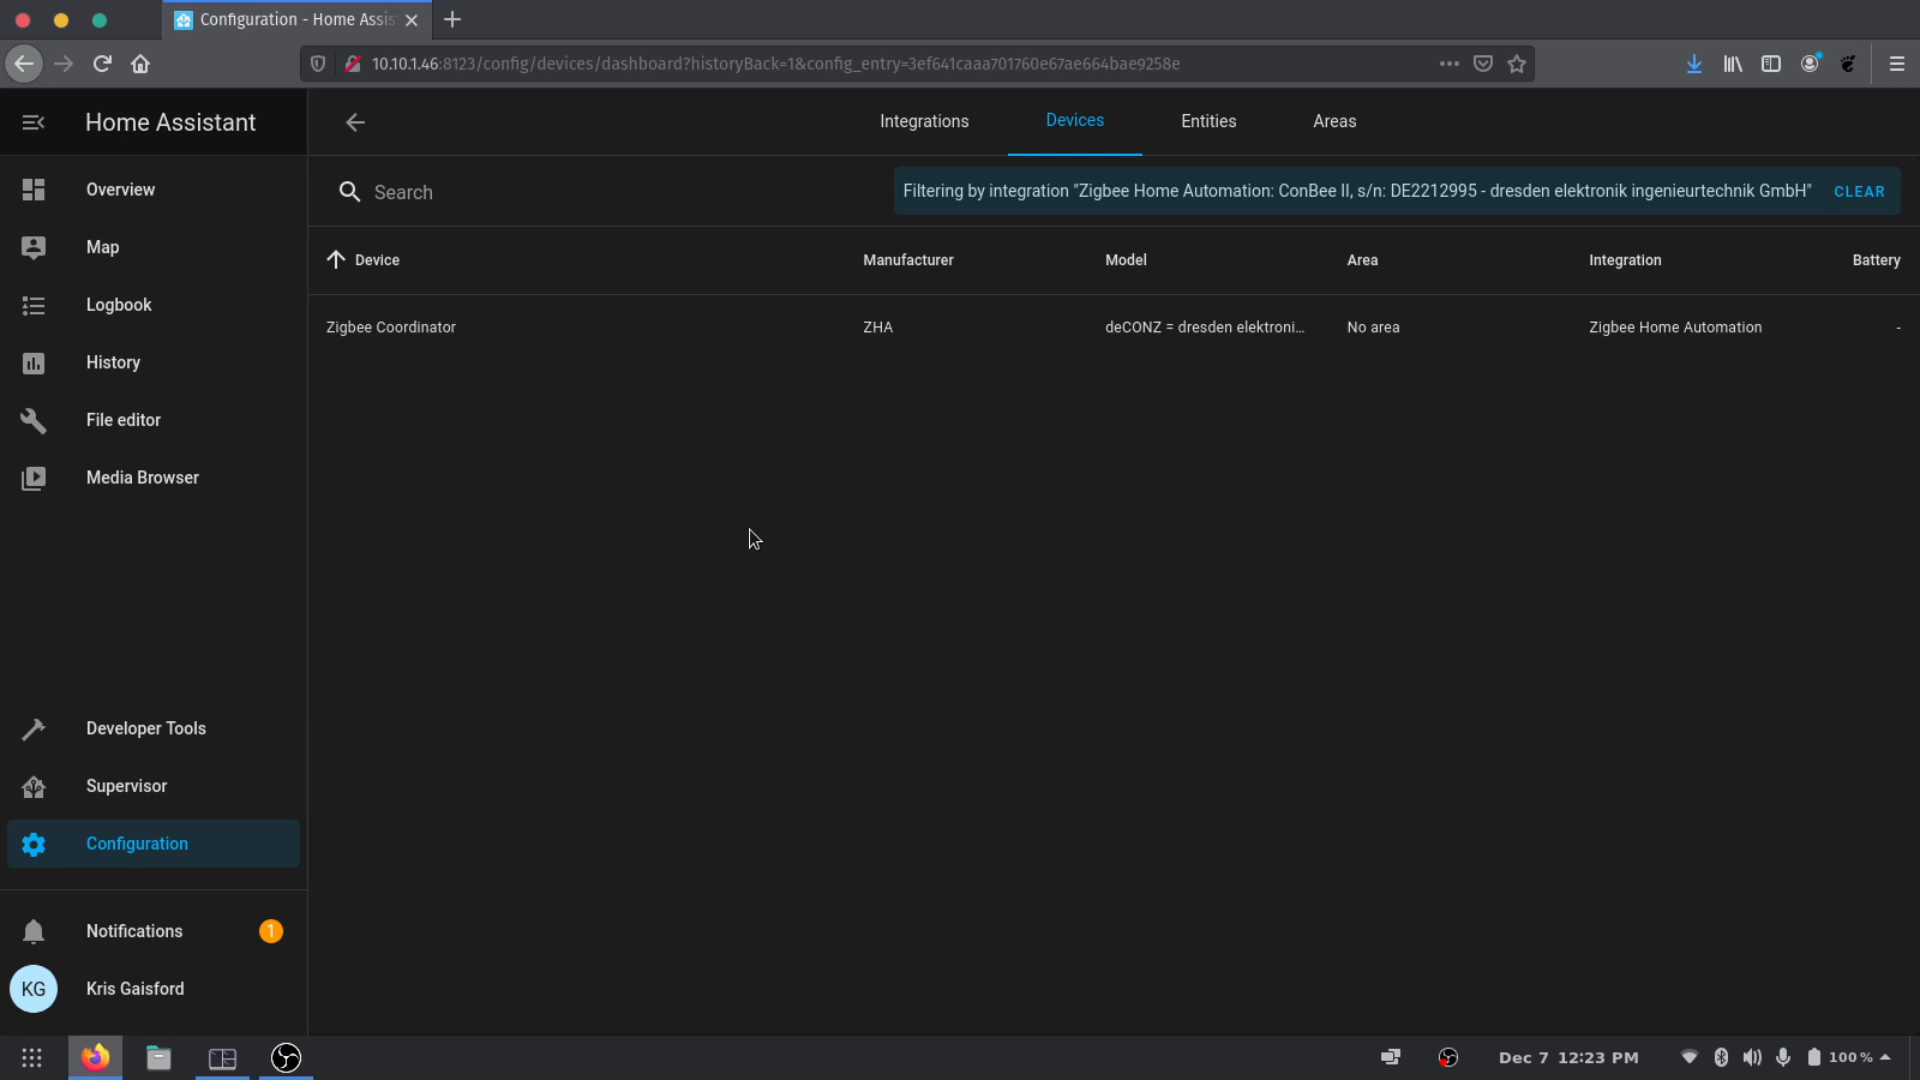 Configuration - Home Assis
10.10.1.46:8123/config/devices/dashboard?historyBack=1&config_entry=3ef641caaa701760e67ae664bae9258e
Home Assistant
Integrations
Devices
Entities
Areas
Overview
Map
Logbook
History
File editor
Media Browser
Developer Tools
Supervisor
Configuration
Notifications
1
KG
Kris Gaisford
Search
Filtering by integration "Zigbee Home Automation: ConBee II, s/n: DE2212995 - dresden elektronik ingenieurtechnik GmbH"
CLEAR
Device Manufacturer Model Area Integration Battery
Zigbee Coordinator ZHA deCONZ = dresden elektroni... No area Zigbee Home Automation -
Dec 7 12:23 PM
100 %